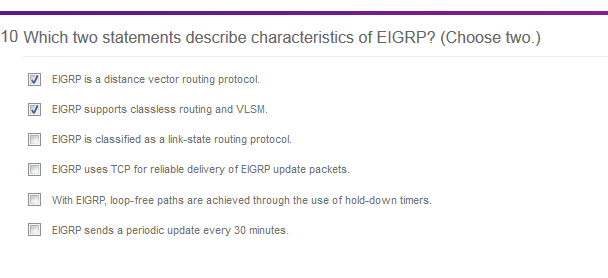 10 Which two statements describe characteristics of EIGRP? (Choose two.)
EIGRP is a distance vector routing protocol.
EIGRP supports classless routing and VLSM.
EIGRP is classified as a link-state routing protocol.
EIGRP uses TCP for reliable delivery of EIGRP update packets.
With EIGRP, loop-free paths are achieved through the use of hold-down timers.
EIGRP sends a periodic update every 30 minutes.